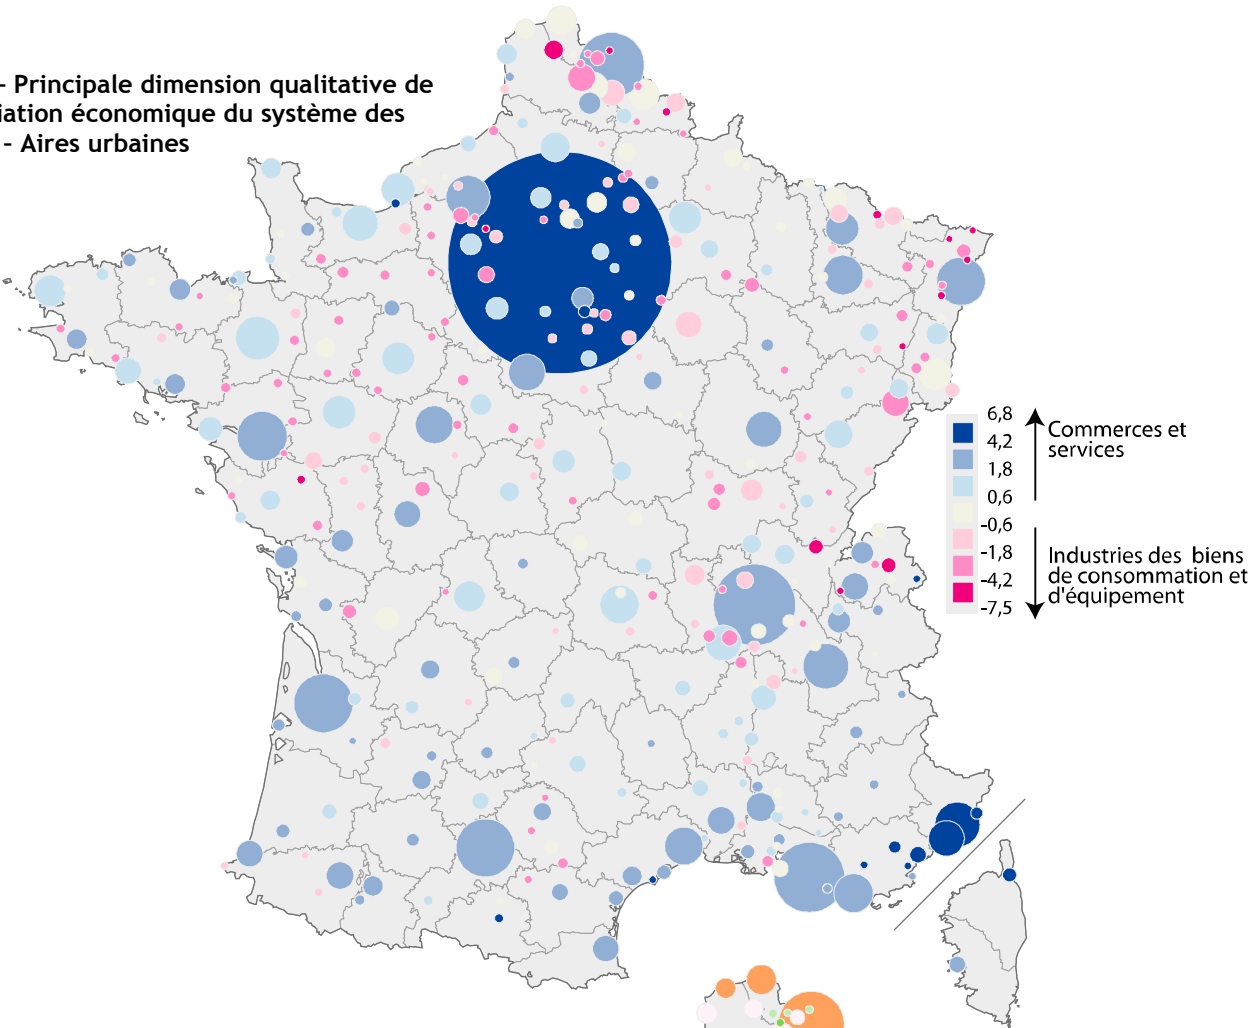 - Principale dimension qualitative de
iation économique du système des
- Aires urbaines
6,8
4,2
1,8
0,6
-0,6
-1,8
-4,2
-7,5
Commerces et
services
Industries des biens
de consommation et
d'équipement